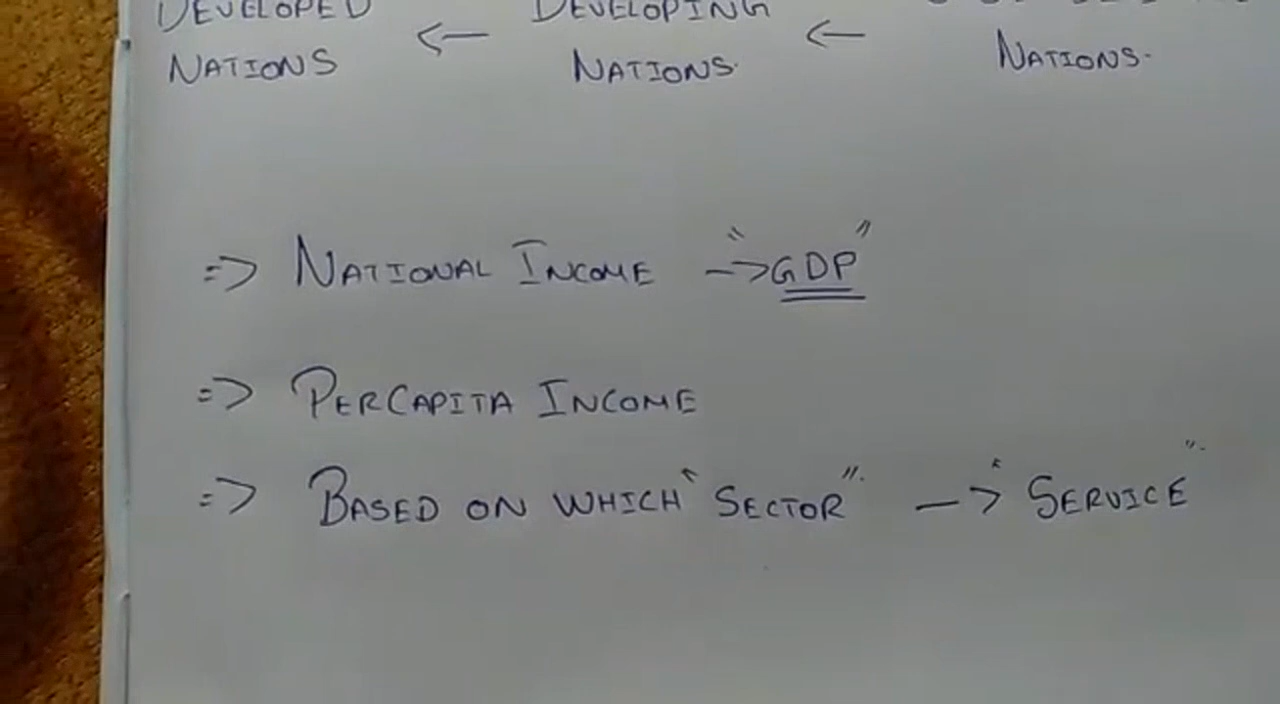 DEVELOPED ← DEVELOPING ←
NATIONS NATIONS. NATIONS.
=> NATIONAL INCOME -> "GDP"
=> PERCAPITA INCOME
=> BASED ON WHICH "SECTOR". -> "SERVICE".